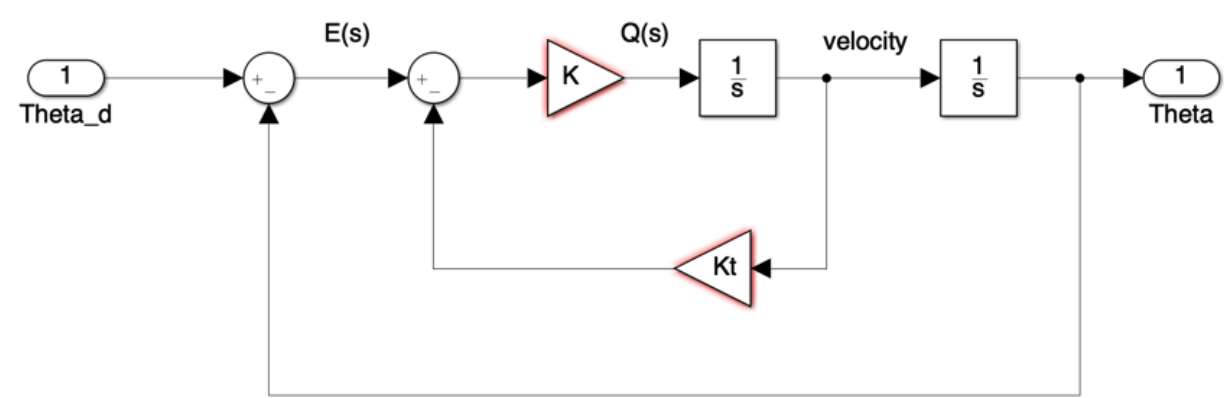 E(s)
Q(s)
velocity
1
+
−
+
−
K
1
s
1
s
1
Theta_d
Theta
Kt